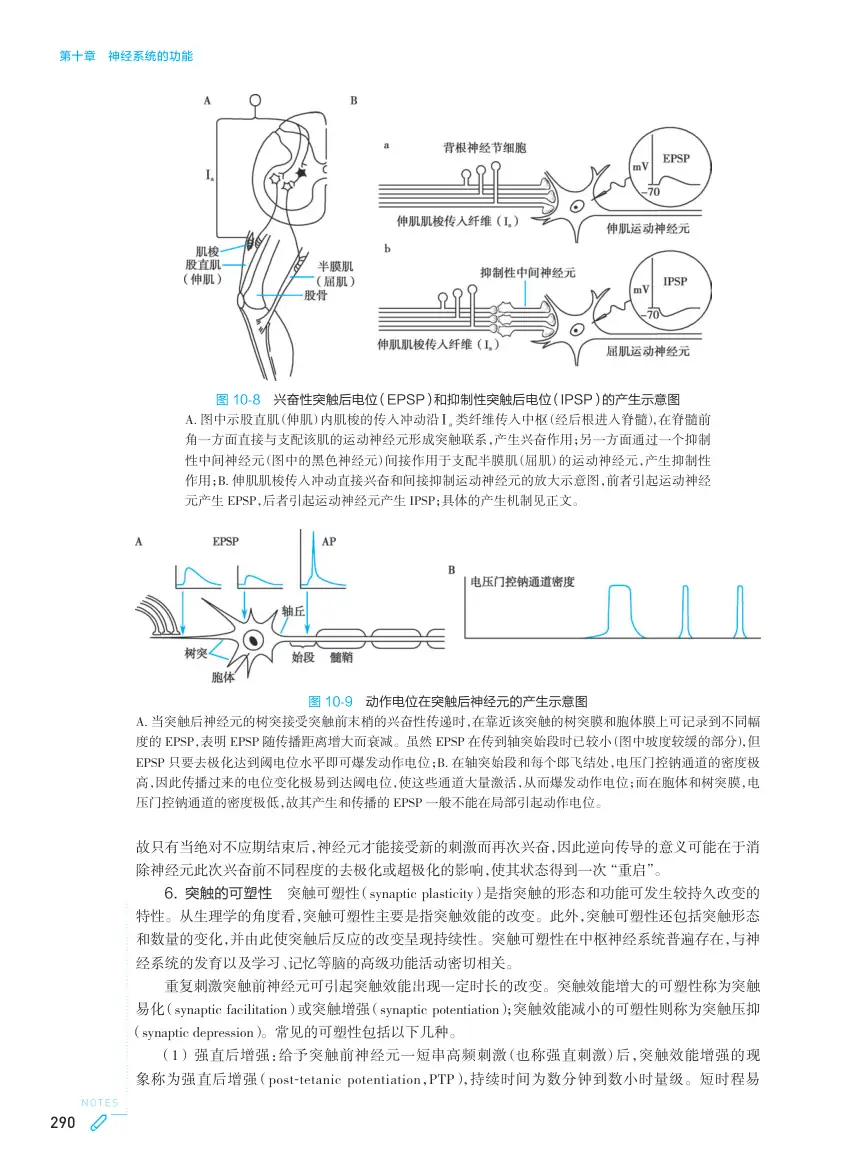 第十章 神经系统的功能
A
B
a
背根神经节细胞
mV
EPSP
-70
Ⅰa
伸肌肌梭传入纤维（Ⅰa）
伸肌运动神经元
肌梭
股直肌
（伸肌）
半膜肌
（屈肌）
股骨
b
抑制性中间神经元
mV
IPSP
-70
伸肌肌梭传入纤维（Ⅰa）
屈肌运动神经元
图 10-8 兴奋性突触后电位（EPSP）和抑制性突触后电位（IPSP）的产生示意图
A. 图中示股直肌（伸肌）内肌梭的传入冲动沿Ⅰa类纤维传入中枢（经后根进入脊髓），在脊髓前
角一方面直接与支配该肌的运动神经元形成突触联系，产生兴奋作用；另一方面通过一个抑制
性中间神经元（图中的黑色神经元）间接作用于支配半膜肌（屈肌）的运动神经元，产生抑制性
作用；B. 伸肌肌梭传入冲动直接兴奋和间接抑制运动神经元的放大示意图，前者引起运动神经
元产生 EPSP，后者引起运动神经元产生 IPSP；具体的产生机制见正文。
A
EPSP
AP
轴丘
树突
胞体
始段
髓鞘
B
电压门控钠通道密度
图 10-9 动作电位在突触后神经元的产生示意图
A. 当突触后神经元的树突接受突触前末梢的兴奋性传递时，在靠近该突触的树突膜和胞体膜上可记录到不同幅
度的 EPSP，表明 EPSP 随传播距离增大而衰减。虽然 EPSP 在传到轴突始段时已较小（图中坡度较缓的部分），但
EPSP 只要去极化达到阈电位水平即可爆发动作电位；B. 在轴突始段和每个郎飞结处，电压门控钠通道的密度极
高，因此传播过来的电位变化极易到达阈电位，使这些通道大量激活，从而爆发动作电位；而在胞体和树突膜，电
压门控钠通道的密度极低，故其产生和传播的 EPSP 一般不能在局部引起动作电位。
故只有当绝对不应期结束后，神经元才能接受新的刺激而再次兴奋，因此逆向传导的意义可能在于消
除神经元此次兴奋前不同程度的去极化或超极化的影响，使其状态得到一次“重启”。
6. 突触的可塑性 突触可塑性（synaptic plasticity）是指突触的形态和功能可发生较持久改变的
特性。从生理学的角度看，突触可塑性主要是指突触效能的改变。此外，突触可塑性还包括突触形态
和数量的变化，并由此使突触后反应的改变呈现持续性。突触可塑性在中枢神经系统普遍存在，与神
经系统的发育以及学习、记忆等脑的高级功能活动密切相关。
重复刺激突触前神经元可引起突触效能出现一定时长的改变。突触效能增大的可塑性称为突触
易化（synaptic facilitation）或突触增强（synaptic potentiation）；突触效能减小的可塑性则称为突触压抑
（synaptic depression）。常见的可塑性包括以下几种。
（1）强直后增强：给予突触前神经元一短串高频刺激（也称强直刺激）后，突触效能增强的现
象称为强直后增强（post-tetanic potentiation，PTP），持续时间为数分钟到数小时量级。短时程易
NOTES
290